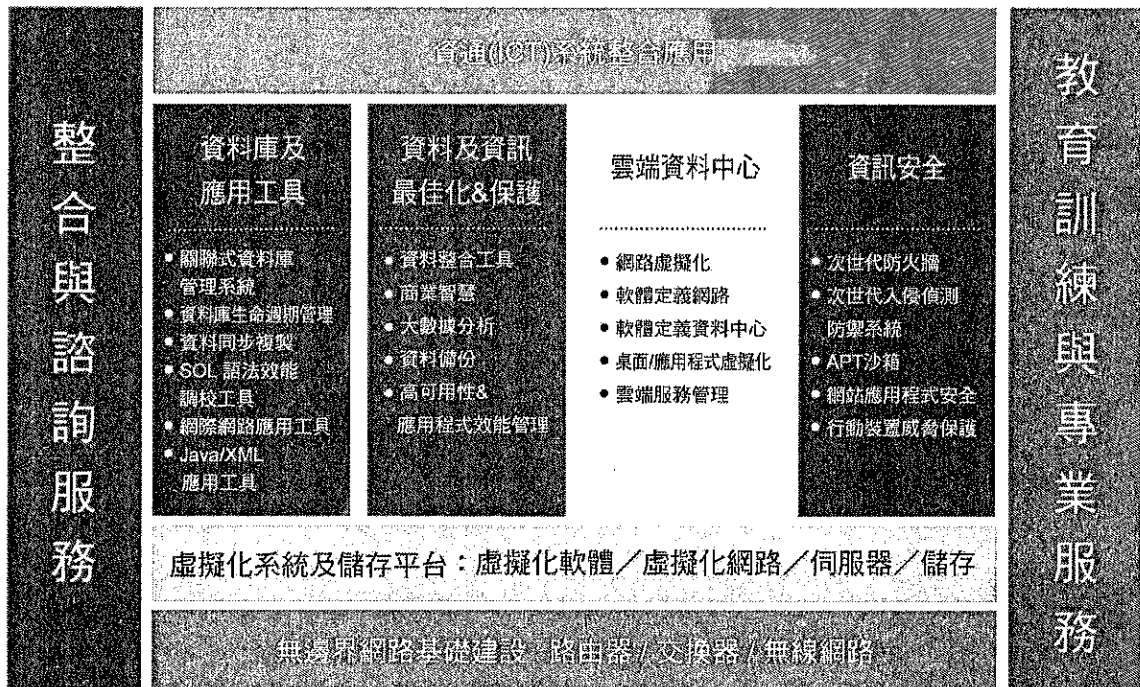 整合與諮詢服務
資通(ICT)系統整合應用
資料庫及
應用工具
• 關聯式資料庫
管理系統
• 資料庫生命週期管理
• 資料同步複製
• SQL 語法效能
調校工具
• 網際網路應用工具
• Java/XML
應用工具
資料及資訊
最佳化&保護
• 資料整合工具
• 商業智慧
• 大數據分析
• 資料備份
• 高可用性&
應用程式效能管理
雲端資料中心
• 網路虛擬化
• 軟體定義網路
• 軟體定義資料中心
• 桌面/應用程式虛擬化
• 雲端服務管理
資訊安全
• 次世代防火牆
• 次世代入侵偵測
防禦系統
• APT沙箱
• 網站應用程式安全
• 行動裝置威脅保護
虛擬化系統及儲存平台：虛擬化軟體／虛擬化網路／伺服器／儲存
無邊界網路基礎建設 路由器／交換器／無線網路
教育訓練與專業服務